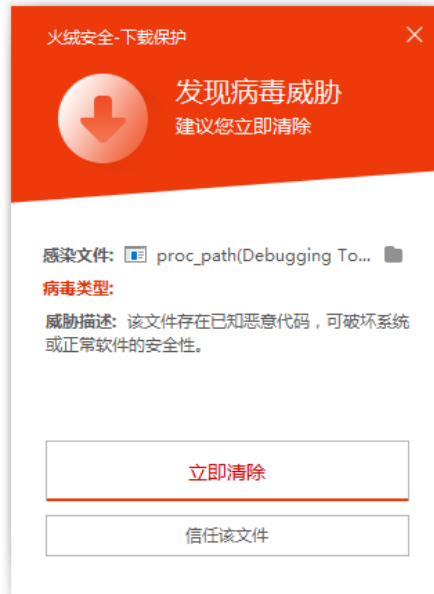 火绒安全-下载保护
发现病毒威胁
建议您立即清除
感染文件: proc_path(Debugging To...
病毒类型:
威胁描述: 该文件存在已知恶意代码，可破坏系统
或正常软件的安全性。
立即清除
信任该文件